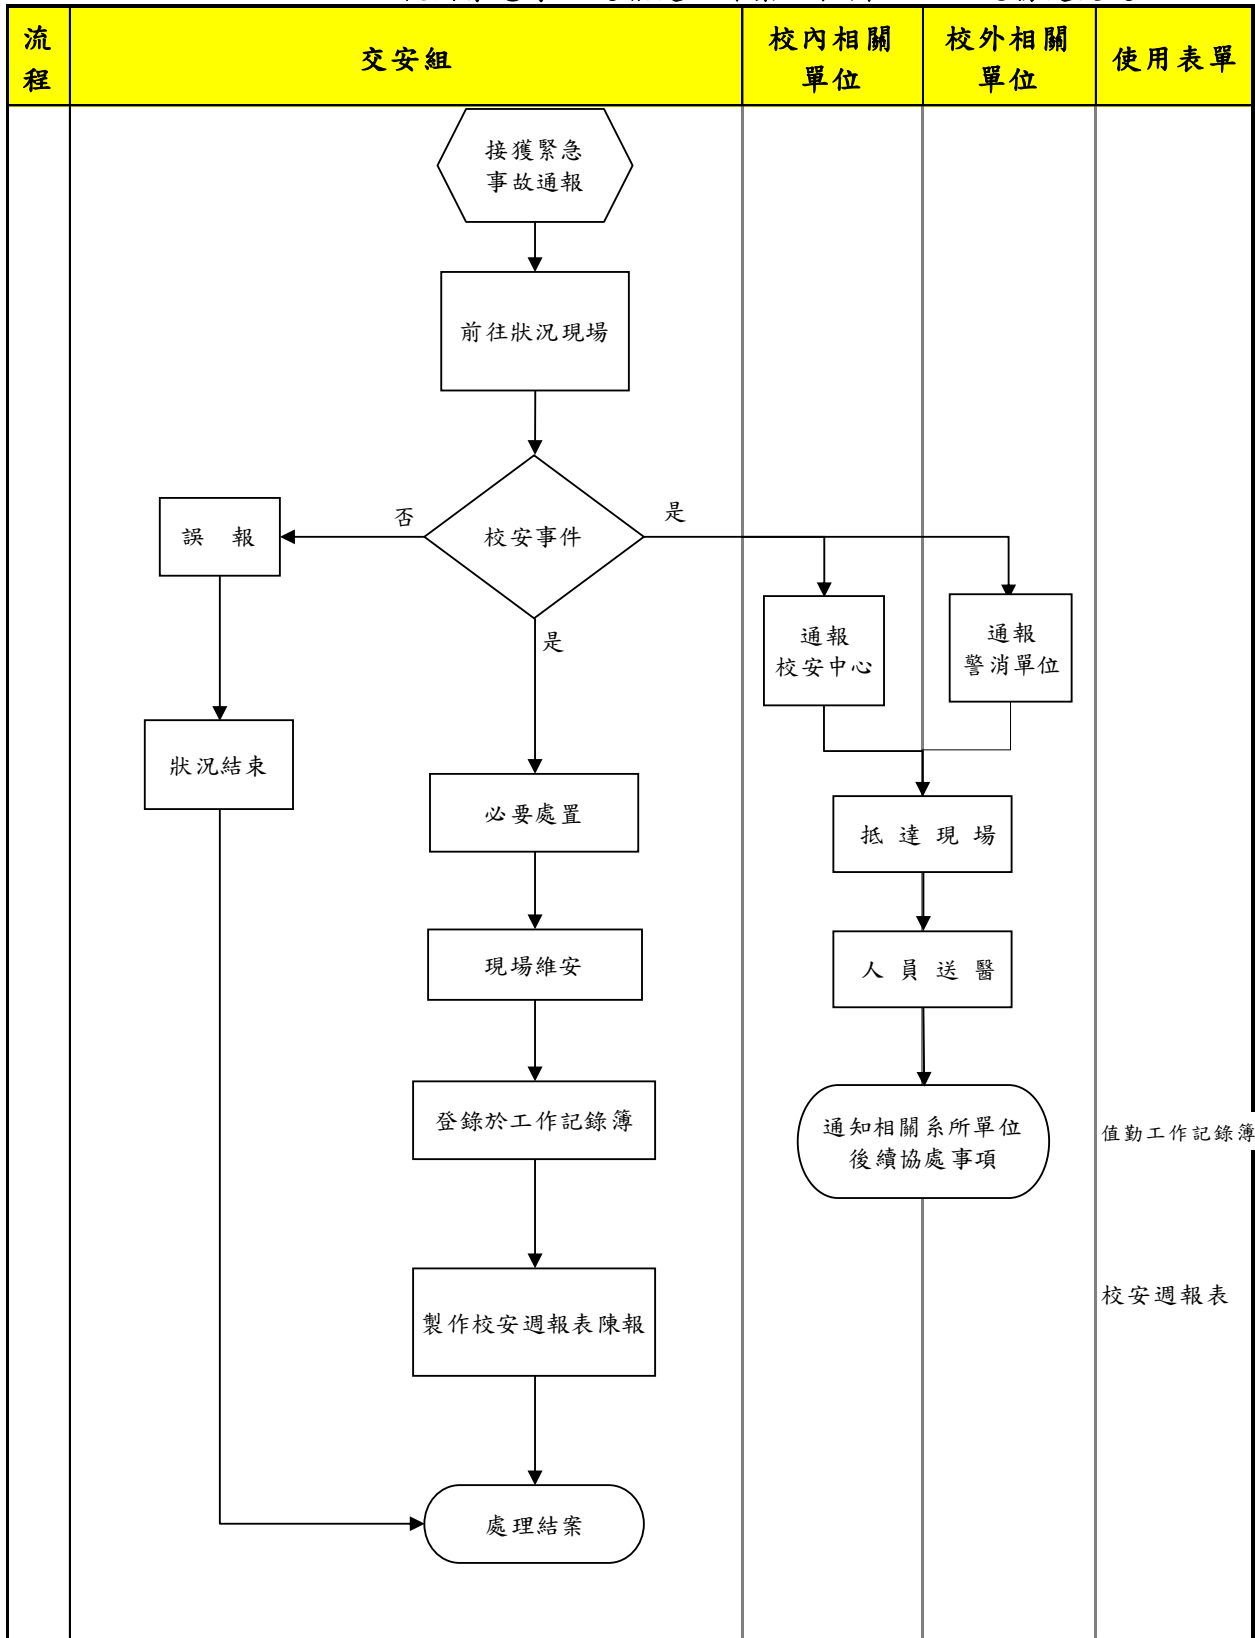 流
程
交安組
校內相關
單位
校外相關
單位
使用表單
接獲緊急
事故通報
前往狀況現場
校安事件
否
是
是
誤 報
狀況結束
通報
校安中心
通報
警消單位
必要處置
抵達現場
現場維安
人員送醫
登錄於工作記錄簿
通知相關系所單位
後續協處事項
值勤工作記錄簿
製作校安週報表陳報
校安週報表
處理結案